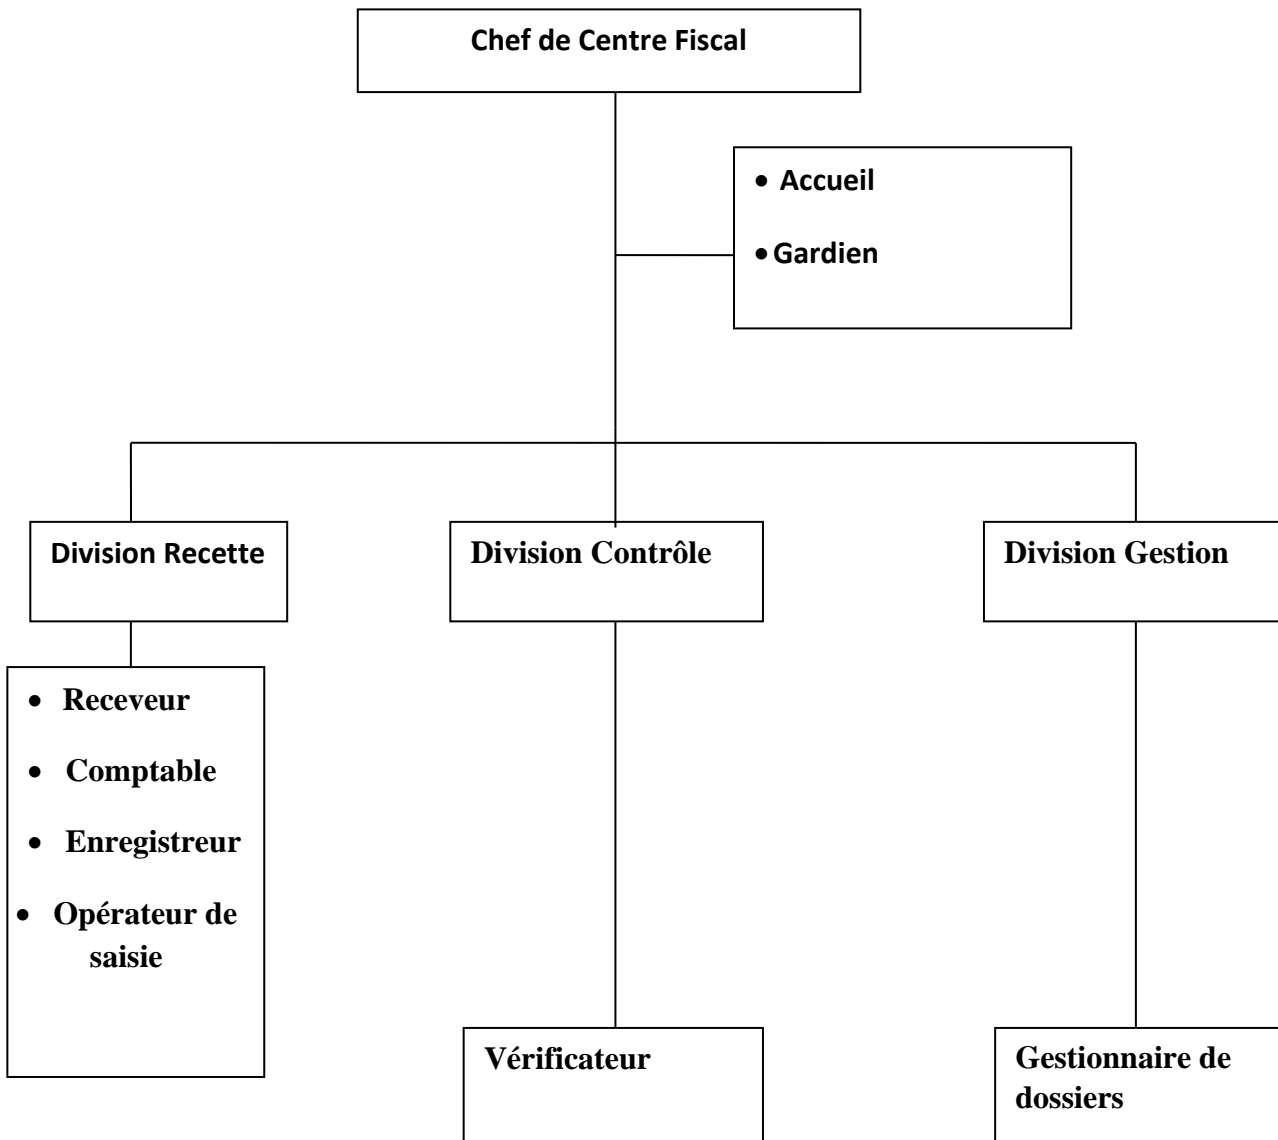 Chef de Centre Fiscal
• Accueil
• Gardien
Division Recette
Division Contrôle
Division Gestion
• Receveur
• Comptable
• Enregistreur
• Opérateur de
saisie
Vérificateur
Gestionnaire de
dossiers